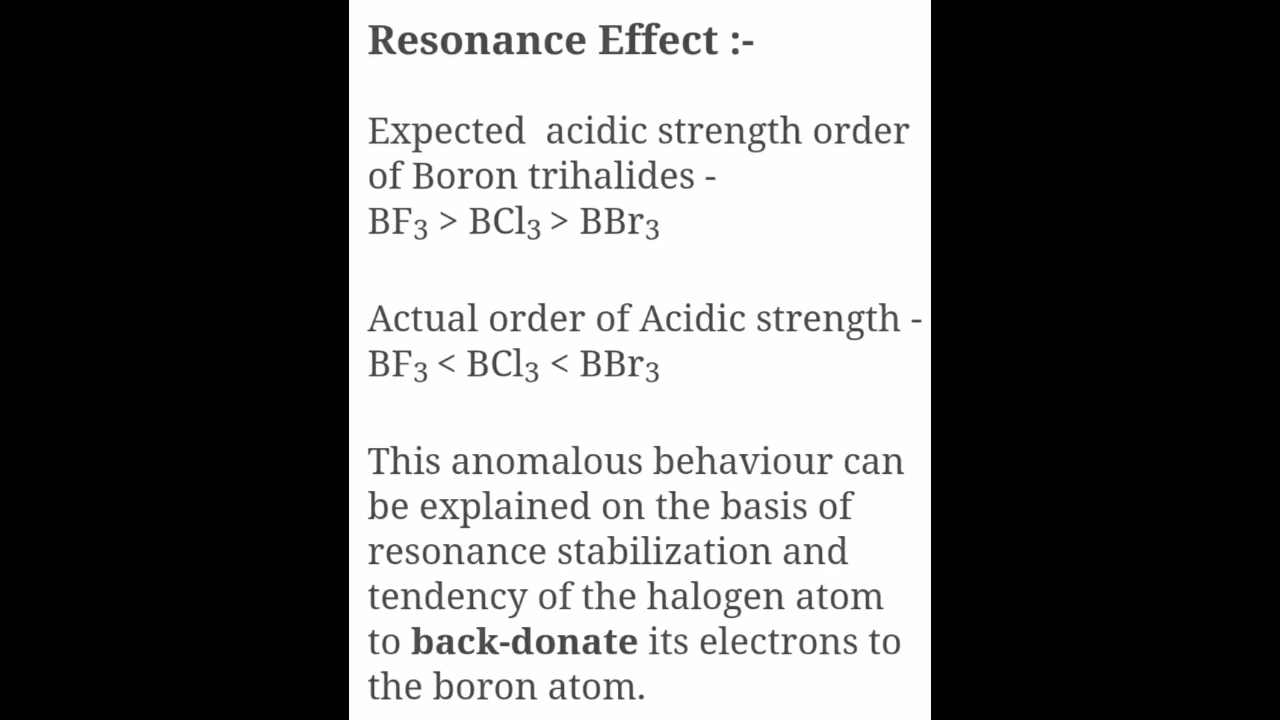 Resonance Effect :-
Expected acidic strength order
of Boron trihalides -
BF₃ > BCl₃ > BBr₃
Actual order of Acidic strength -
BF₃ < BCl₃ < BBr₃
This anomalous behaviour can
be explained on the basis of
resonance stabilization and
tendency of the halogen atom
to back-donate its electrons to
the boron atom.